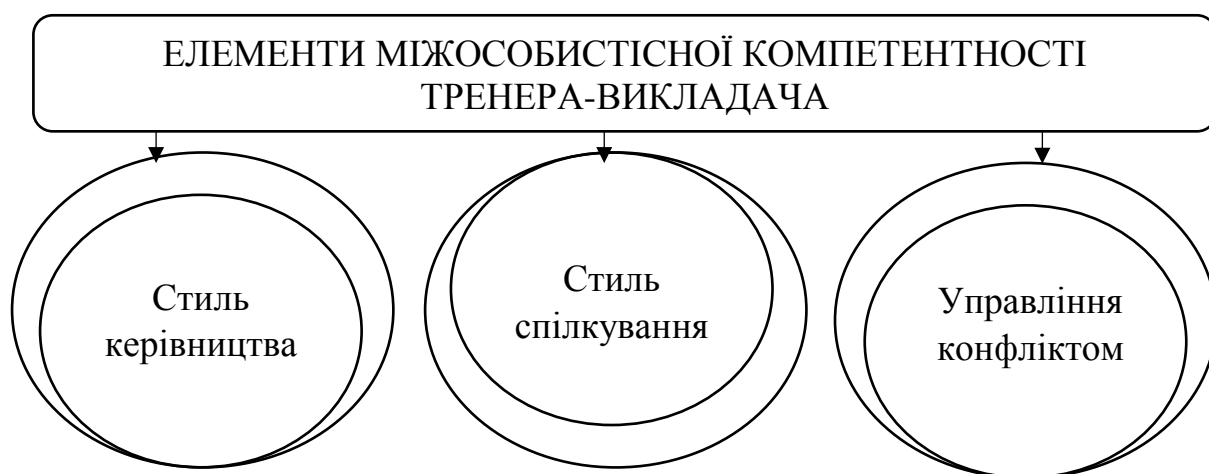 ЕЛЕМЕНТИ МІЖОСОБИСТІСНОЇ КОМПЕТЕНТНОСТІ
ТРЕНЕРА-ВИКЛАДАЧА
Стиль
керівництва
Стиль
спілкування
Управління
конфліктом